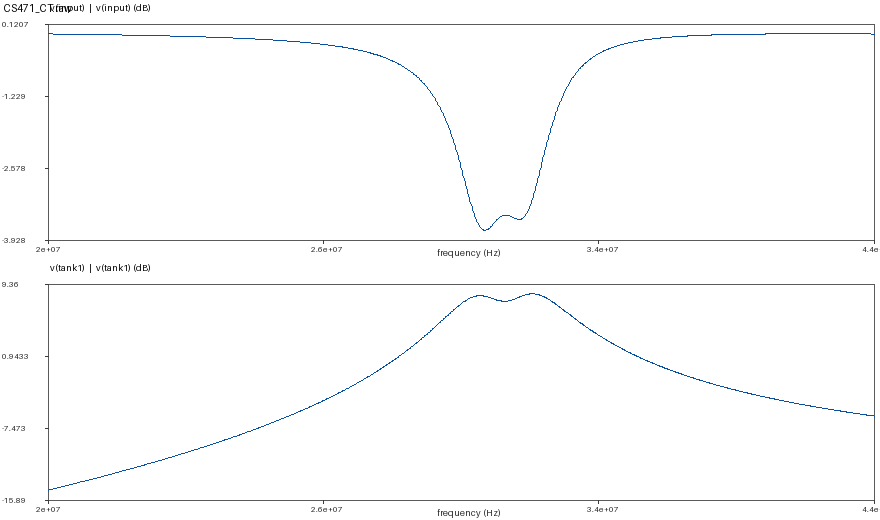 CS471_CT v(input) | v(input) (dB)
0.1207
-1.229
-2.578
-3.928
2e+07 2.6e+07 3.4e+07 4.4e
frequency (Hz)
v(tank1) | v(tank1) (dB)
9.36
0.9433
-7.473
-15.89
2e+07 2.6e+07 3.4e+07 4.4e
frequency (Hz)